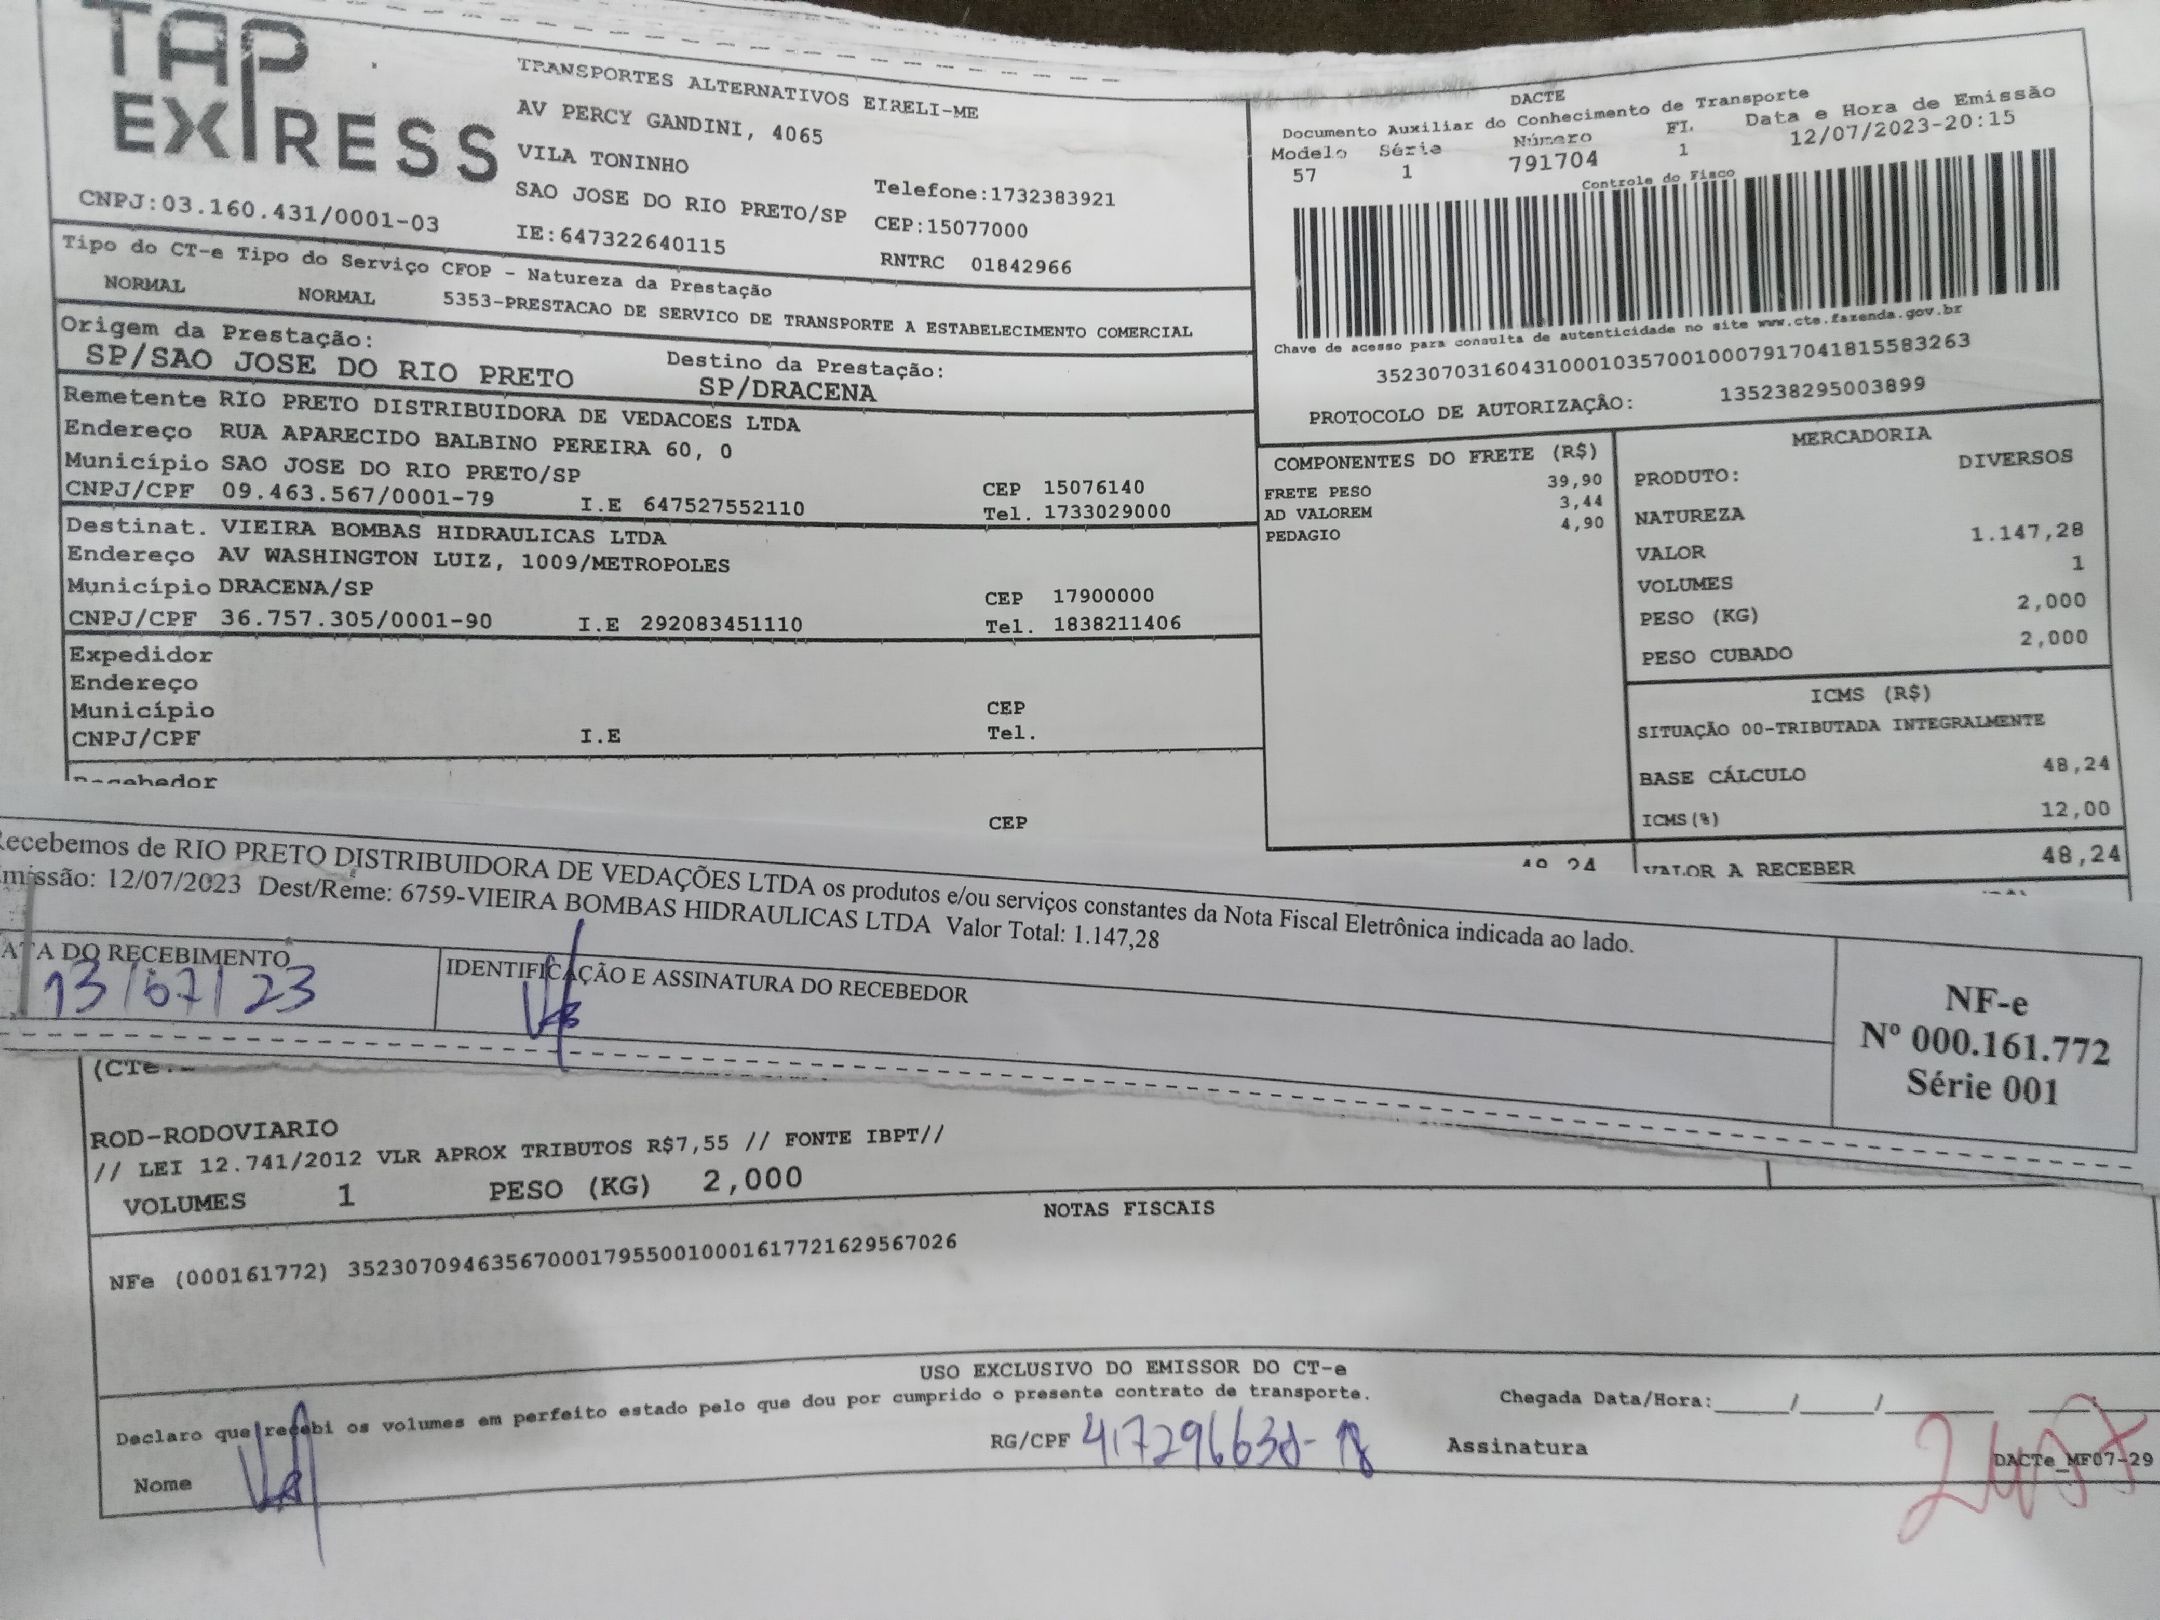 TAP EXPRESS
CNPJ:03.160.431/0001-03
TRANSPORTES ALTERNATIVOS EIRELI-ME
AV PERCY GANDINI, 4065
VILA TONINHO
SAO JOSE DO RIO PRETO/SP
IE:647322640115
Telefone:1732383921
CEP:15077000
RNTRC 01842966
DACTE
Documento Auxiliar do Conhecimento de Transporte
Modelo Série Número FL Data e Hora de Emissão
57 1 791704 1 12/07/2023-20:15
Controle do Fisco
Chave de acesso para consulta de autenticidade no site www.cte.fazenda.gov.br
35230703160431000103570010007917041815583263
PROTOCOLO DE AUTORIZAÇÃO: 135238295003899
Tipo do CT-e Tipo do Serviço CFOP - Natureza da Prestação
NORMAL NORMAL 5353-PRESTACAO DE SERVICO DE TRANSPORTE A ESTABELECIMENTO COMERCIAL
Origem da Prestação: Destino da Prestação:
SP/SAO JOSE DO RIO PRETO SP/DRACENA
Remetente RIO PRETO DISTRIBUIDORA DE VEDACOES LTDA
Endereço RUA APARECIDO BALBINO PEREIRA 60, 0
Município SAO JOSE DO RIO PRETO/SP CEP 15076140
CNPJ/CPF 09.463.567/0001-79 I.E 647527552110 Tel. 1733029000
Destinat. VIEIRA BOMBAS HIDRAULICAS LTDA
Endereço AV WASHINGTON LUIZ, 1009/METROPOLES
Município DRACENA/SP CEP 17900000
CNPJ/CPF 36.757.305/0001-90 I.E 292083451110 Tel. 1838211406
Expedidor
Endereço
Município CEP
CNPJ/CPF I.E Tel.
Recebedor
CEP
COMPONENTES DO FRETE (R$)
FRETE PESO 39,90
AD VALOREM 3,44
PEDAGIO 4,90
48,24
MERCADORIA
PRODUTO: DIVERSOS
NATUREZA
VALOR 1.147,28
VOLUMES 1
PESO (KG) 2,000
PESO CUBADO 2,000
ICMS (R$)
SITUAÇÃO 00-TRIBUTADA INTEGRALMENTE
BASE CÁLCULO 48,24
ICMS(%) 12,00
VALOR A RECEBER 48,24
Recebemos de RIO PRETO DISTRIBUIDORA DE VEDAÇÕES LTDA os produtos e/ou serviços constantes da Nota Fiscal Eletrônica indicada ao lado.
missão: 12/07/2023 Dest/Reme: 6759-VIEIRA BOMBAS HIDRAULICAS LTDA Valor Total: 1.147,28
ATA DO RECEBIMENTO
13/07/23
IDENTIFICAÇÃO E ASSINATURA DO RECEBEDOR
NF-e
Nº 000.161.772
Série 001
(CTe
ROD-RODOVIARIO
// LEI 12.741/2012 VLR APROX TRIBUTOS R$7,55 // FONTE IBPT//
VOLUMES 1 PESO (KG) 2,000
NOTAS FISCAIS
NFe (000161772) 35230709463567000179550010001617721629567026
USO EXCLUSIVO DO EMISSOR DO CT-e
Declaro que recebi os volumes em perfeito estado pelo que dou por cumprido o presente contrato de transporte.
Chegada Data/Hora:_____/_____/_____
Nome
RG/CPF
Assinatura
DACTe_MF07-29